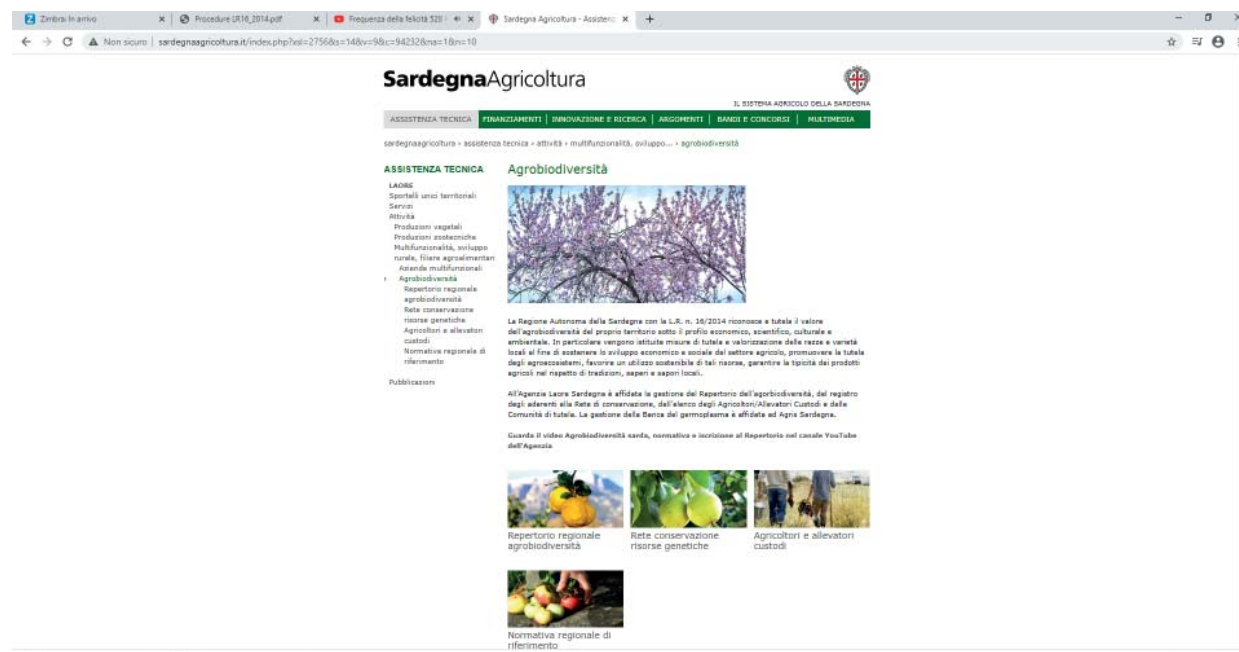 Zimbra: In arrivo
Procedure LR16_2014.pdf
Frequenza della felicità 528
Sardegna Agricoltura - Assistenz
Non sicuro
sardegnaagricoltura.it/index.php?xsl=2756&s=14&v=9&c=94232&na=1&n=10
SardegnaAgricoltura
IL SISTEMA AGRICOLO DELLA SARDEGNA
ASSISTENZA TECNICA
FINANZIAMENTI | INNOVAZIONE E RICERCA | ARGOMENTI | BANDI E CONCORSI | MULTIMEDIA
sardegnaagricoltura > assistenza tecnica > attività > multifunzionalità, sviluppo... > agrobiodiversità
ASSISTENZA TECNICA
LAORE
Sportelli unici territoriali
Servizi
Attività
Produzioni vegetali
Produzioni zootecniche
Multifunzionalità, sviluppo
rurale, filiere agroalimentari
Aziende multifunzionali
Agrobiodiversità
Repertorio regionale
agrobiodiversità
Rete conservazione
risorse genetiche
Agricoltori e allevatori
custodi
Normativa regionale di
riferimento
Pubblicazioni
Agrobiodiversità
La Regione Autonoma della Sardegna con la L.R. n. 16/2014 riconosce e tutela il valore
dell'agrobiodiversità del proprio territorio sotto il profilo economico, scientifico, culturale e
ambientale. In particolare vengono istituite misure di tutela e valorizzazione delle razze e varietà
locali al fine di sostenere lo sviluppo economico e sociale del settore agricolo, promuovere la tutela
degli agroecosistemi, favorire un utilizzo sostenibile di tali risorse, garantire la tipicità dei prodotti
agricoli nel rispetto di tradizioni, saperi e sapori locali.
All'Agenzia Laore Sardegna è affidata la gestione del Repertorio dell'agorbiodiversità, del registro
degli aderenti alla Rete di conservazione, dell'elenco degli Agricoltori/Allevatori Custodi e delle
Comunità di tutela. La gestione della Banca del germoplasma è affidata ad Agris Sardegna.
Guarda il video Agrobiodiversità sarda, normativa e iscrizione al Repertorio nel canale YouTube
dell'Agenzia
Repertorio regionale
agrobiodiversità
Rete conservazione
risorse genetiche
Agricoltori e allevatori
custodi
Normativa regionale di
riferimento